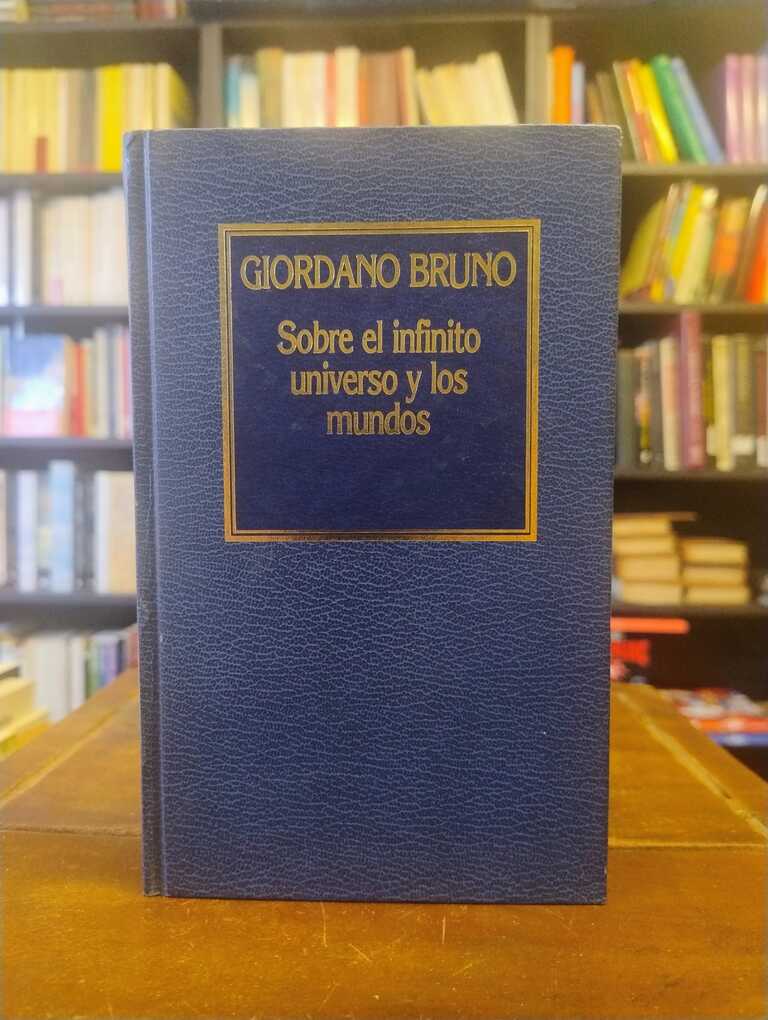 GIORDANO BRUNO
Sobre el infinito
universo y los
mundos